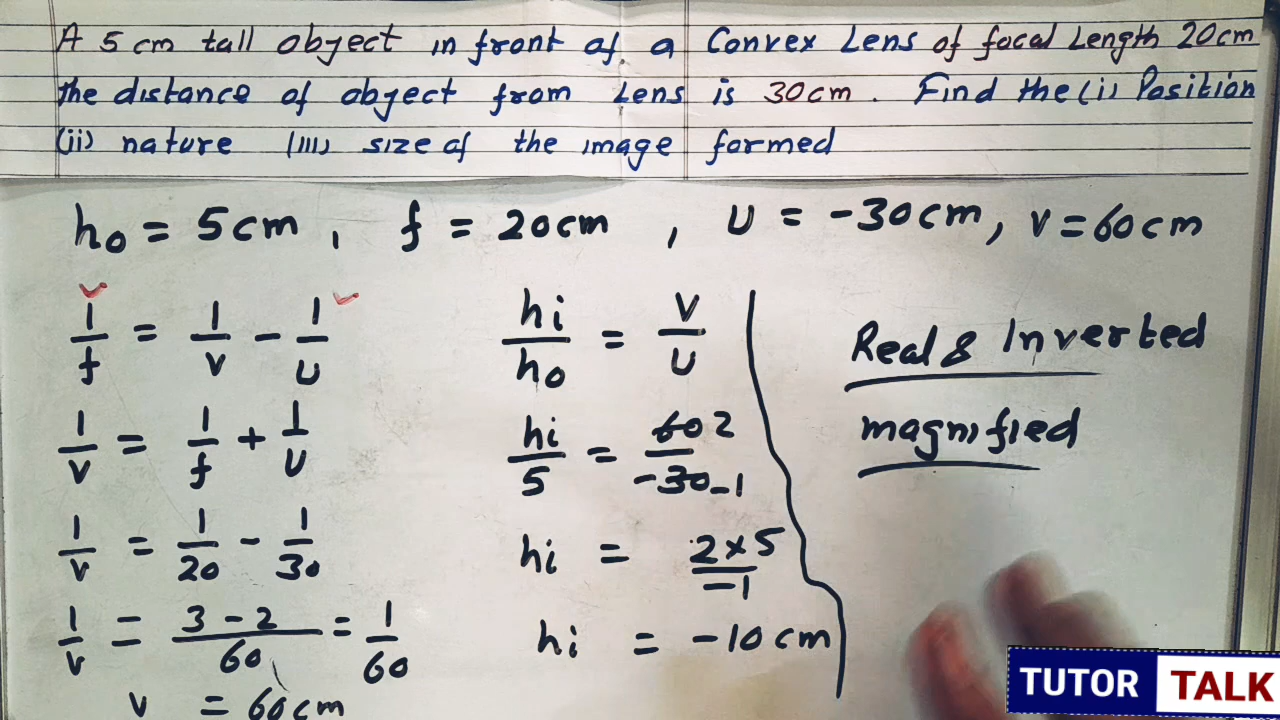 A 5 cm tall object in front of a Convex Lens of focal Length 20cm
the distance of object from Lens is 30cm. Find the (i) Position
(ii) nature (iii) size of the image formed
h₀ = 5cm, f = 20cm, U = -30cm, V = 60cm
1/f = 1/v - 1/U
1/v = 1/f + 1/U
1/v = 1/20 - 1/30
1/v = 3 - 2/60 = 1/60
v = 60cm
hi/ho = V/U
hi/5 = 60 2/-30 -1
hi = 2 x 5/-1
hi = -10 cm
Real & Inverted
magnified
TUTOR TALK